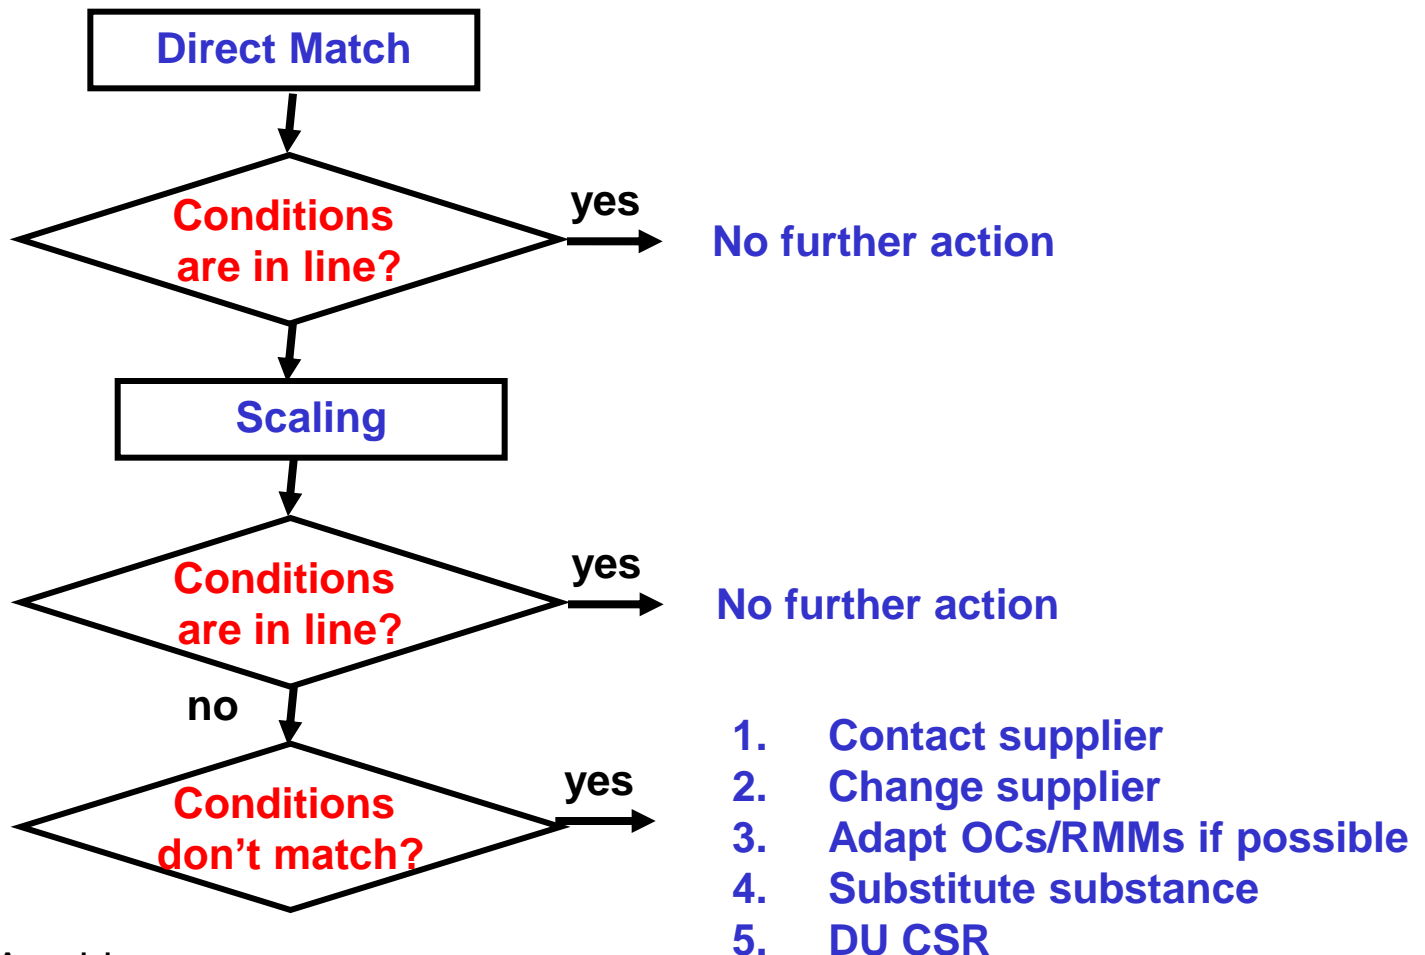 Direct Match
Conditions
are in line?
yes
No further action
Scaling
Conditions
are in line?
yes
No further action
no
Conditions
don't match?
yes
1. Contact supplier
2. Change supplier
3. Adapt OCs/RMMs if possible
4. Substitute substance
5. DU CSR